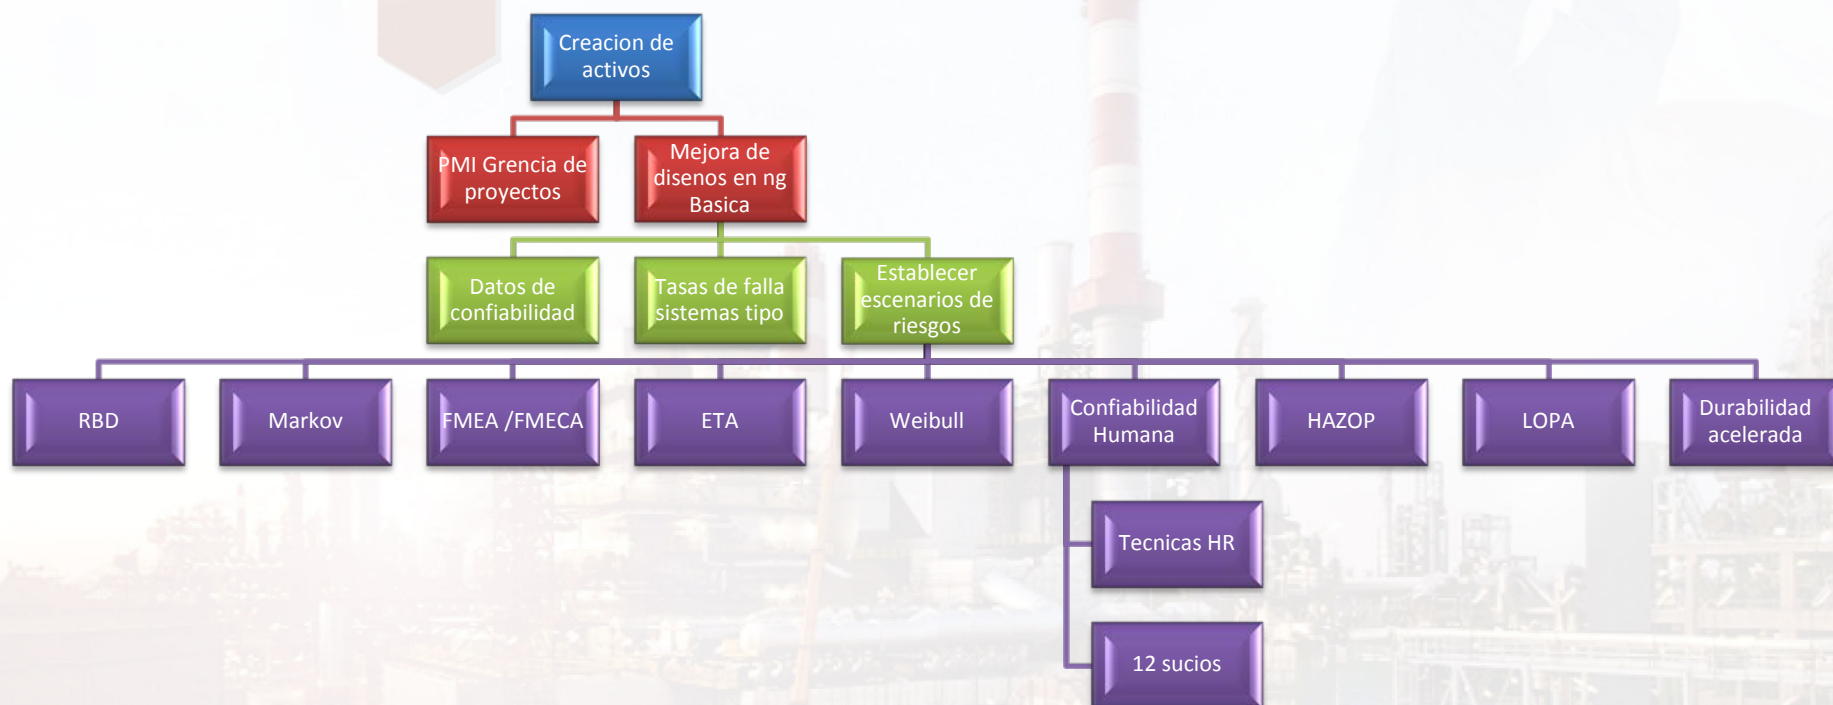 Creacion de
activos
PMI Grencia de
proyectos
Mejora de
disenos en ng
Basica
Datos de
confiabilidad
Tasas de falla
sistemas tipo
Establecer
escenarios de
riesgos
RBD
Markov
FMEA /FMECA
ETA
Weibull
Confiabilidad
Humana
HAZOP
LOPA
Durabilidad
acelerada
Tecnicas HR
12 sucios